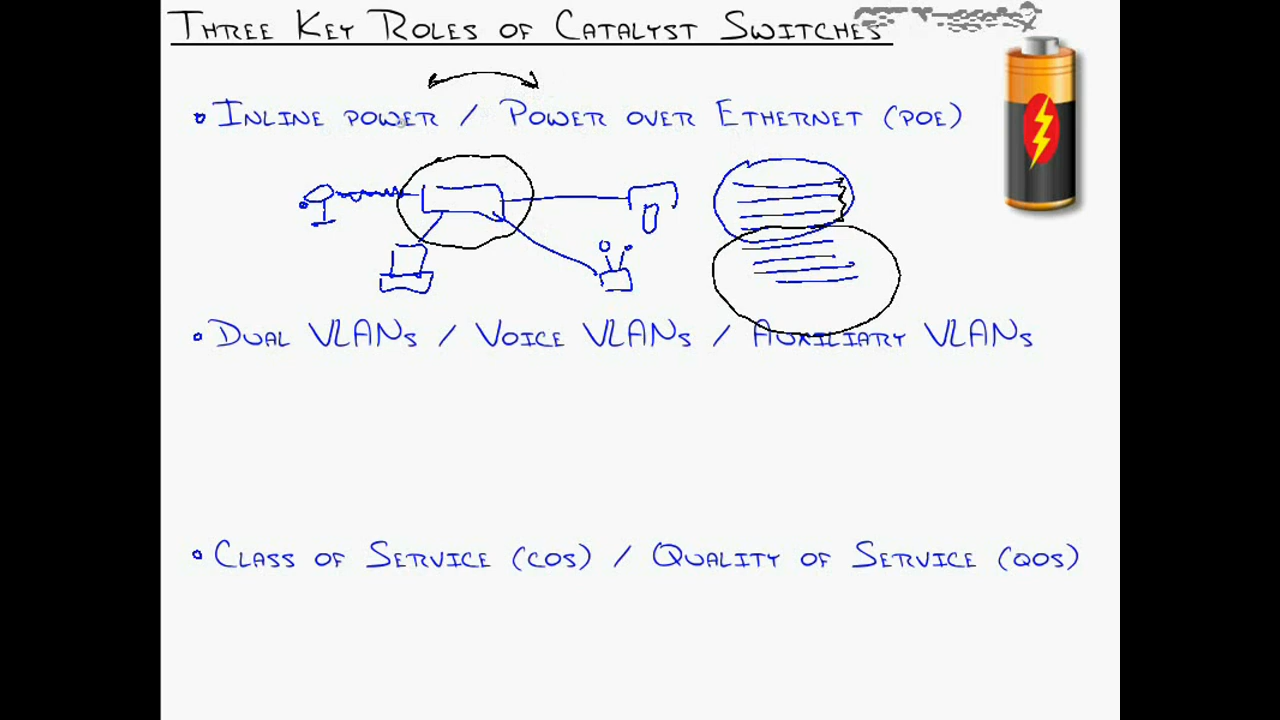 Three Key Roles of Catalyst Switches
• Inline power / Power over Ethernet (POE)
• Dual VLANs / Voice VLANs / Auxiliary VLANs
• Class of Service (COS) / Quality of Service (QOS)